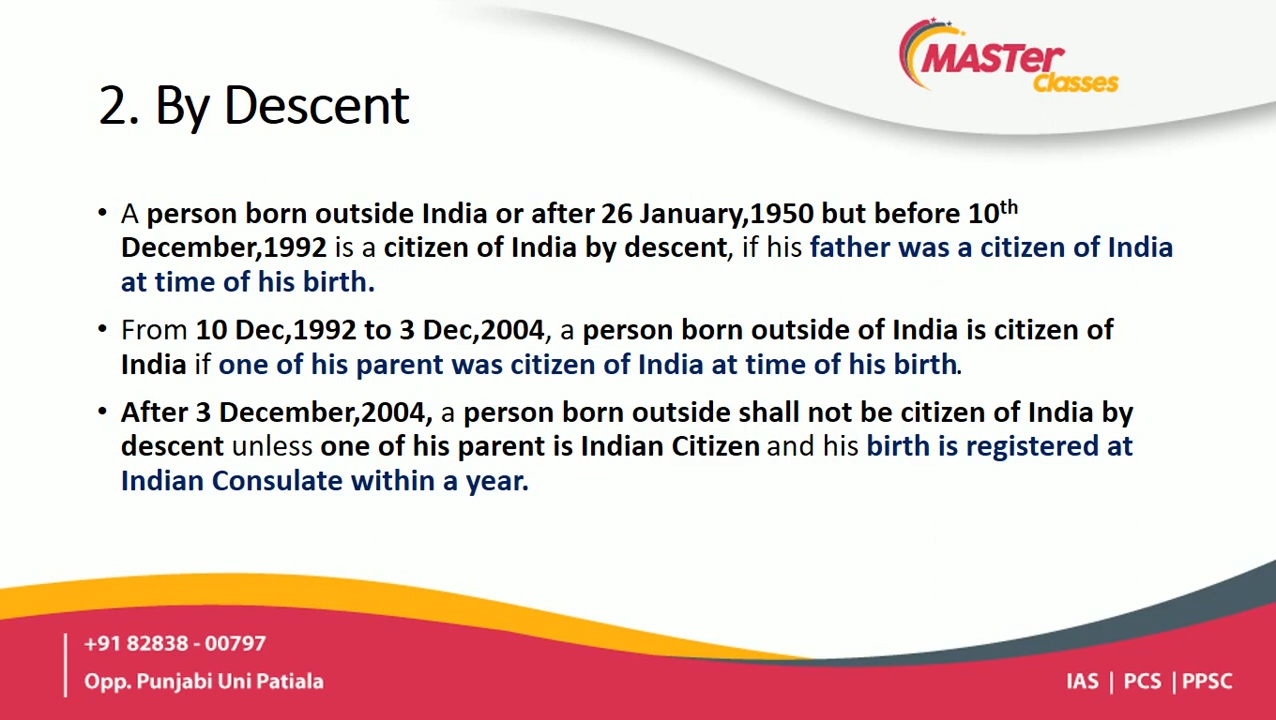 MASTer
Classes
2. By Descent
• A person born outside India or after 26 January,1950 but before 10th
December,1992 is a citizen of India by descent, if his father was a citizen of India
at time of his birth.
• From 10 Dec,1992 to 3 Dec,2004, a person born outside of India is citizen of
India if one of his parent was citizen of India at time of his birth.
• After 3 December,2004, a person born outside shall not be citizen of India by
descent unless one of his parent is Indian Citizen and his birth is registered at
Indian Consulate within a year.
+91 82838 - 00797
Opp. Punjabi Uni Patiala
IAS | PCS | PPSC